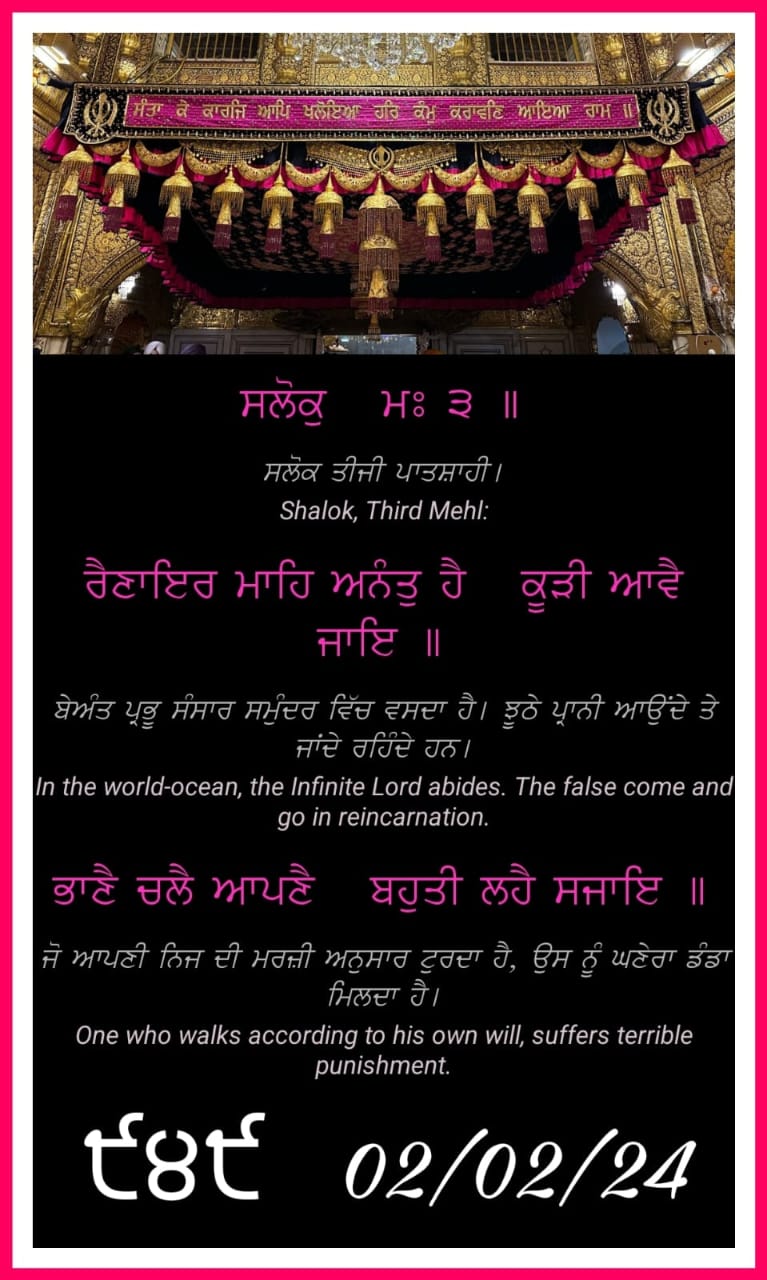 ਸੰਤਾ ਕੇ ਕਾਰਜਿ ਆਪਿ ਖਲੋਇਆ ਹਰਿ ਕੰਮੁ ਕਰਾਵਣਿ ਆਇਆ ਰਾਮ ॥
ਸਲੋਕੁ ਮਃ ੩ ॥
ਸਲੋਕ ਤੀਜੀ ਪਾਤਸ਼ਾਹੀ।
Shalok, Third Mehl:
ਰੈਣਾਇਰ ਮਾਹਿ ਅਨੰਤੁ ਹੈ ਕੂੜੀ ਆਵੈ
ਜਾਇ ॥
ਬੇਅੰਤ ਪ੍ਰਭੂ ਸੰਸਾਰ ਸਮੁੰਦਰ ਵਿੱਚ ਵਸਦਾ ਹੈ। ਝੂਠੇ ਪ੍ਰਾਨੀ ਆਉਂਦੇ ਤੇ
ਜਾਂਦੇ ਰਹਿੰਦੇ ਹਨ।
In the world-ocean, the Infinite Lord abides. The false come and
go in reincarnation.
ਭਾਣੈ ਚਲੈ ਆਪਣੈ ਬਹੁਤੀ ਲਹੈ ਸਜਾਇ ॥
ਜੋ ਆਪਣੀ ਨਿਜ ਦੀ ਮਰਜ਼ੀ ਅਨੁਸਾਰ ਟੁਰਦਾ ਹੈ, ਉਸ ਨੂੰ ਘਣੇਰਾ ਡੰਡਾ
ਮਿਲਦਾ ਹੈ।
One who walks according to his own will, suffers terrible
punishment.
੯੪੯ 02/02/24